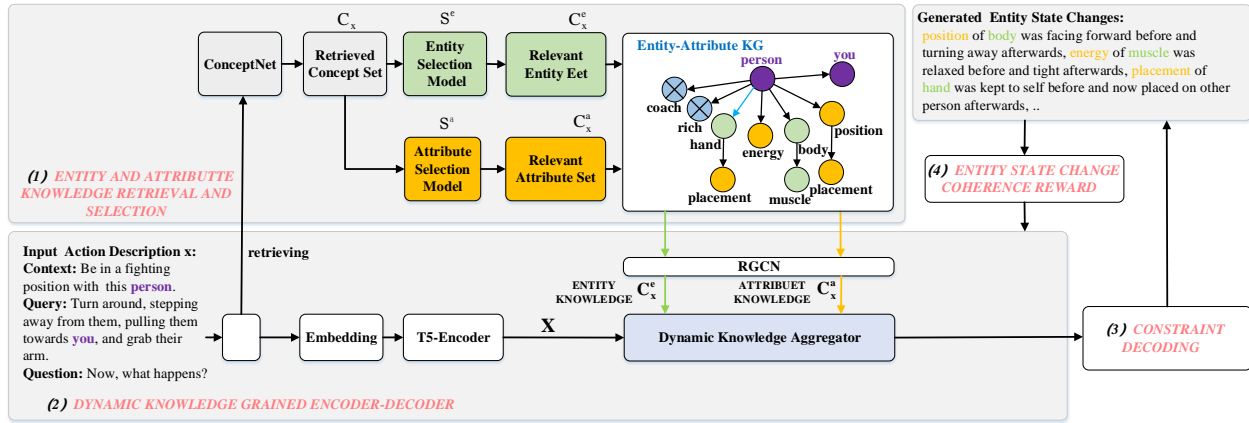 C_x
S^e
C_x^e
ConceptNet
Retrieved
Concept Set
Entity
Selection
Model
Relevant
Entity Eet
S^a
C_x^a
Attribute
Selection
Model
Relevant
Attribute Set
(1) ENTITY AND ATTRIBUTTE
KNOWLEDGE RETRIEVAL AND
SELECTION
Entity-Attribute KG
person
you
coach
rich
hand
energy
body
position
placement
muscle
placement
Generated Entity State Changes:
position of body was facing forward before and
turning away afterwards, energy of muscle was
relaxed before and tight afterwards, placement of
hand was kept to self before and now placed on other
person afterwards, ..
(4) ENTITY STATE CHANGE
COHERENCE REWARD
retrieving
Input Action Description x:
Context: Be in a fighting
position with this person.
Query: Turn around, stepping
away from them, pulling them
towards you, and grab their
arm.
Question: Now, what happens?
Embedding
T5-Encoder
X
RGCN
ENTITY
KNOWLEDGE
C_x^e
ATTRIBUET
KNOWLEDGE
C_x^a
Dynamic Knowledge Aggregator
(3) CONSTRAINT
DECODING
(2) DYNAMIC KNOWLEDGE GRAINED ENCODER-DECODER